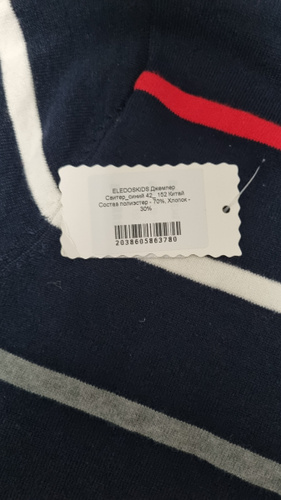 ELEDOSKIDS Джемпер
Свитер_синий 42_ 152 Китай
Состав полиэстер - 70%, Хлопок -
30%
2038605863780